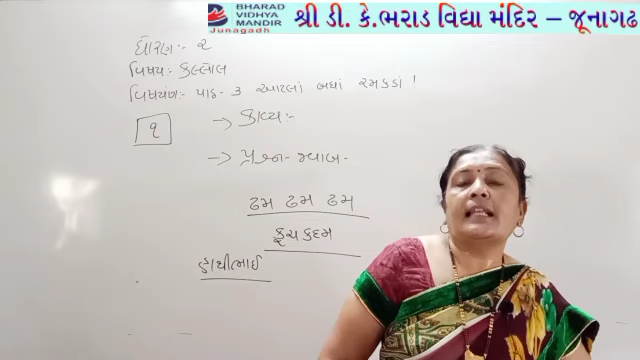 BHARAD
VIDHYA
MANDIR
Junagadh
શ્રી ડી. કે.ભરાડ વિદ્યા મંદિર – જૂનાગઢ
ધોરણ:- ૨
વિષય:- કલ્લોલ
વિષયાંગ:- પાઠ- ૩ આટલાં બધાં રમકડાં !
૧
→ કાવ્ય:-
→ પ્રશ્ન-જવાબ-
ઢમ ઢમ ઢમ
કૂચ કદમ
હાથીભાઈ